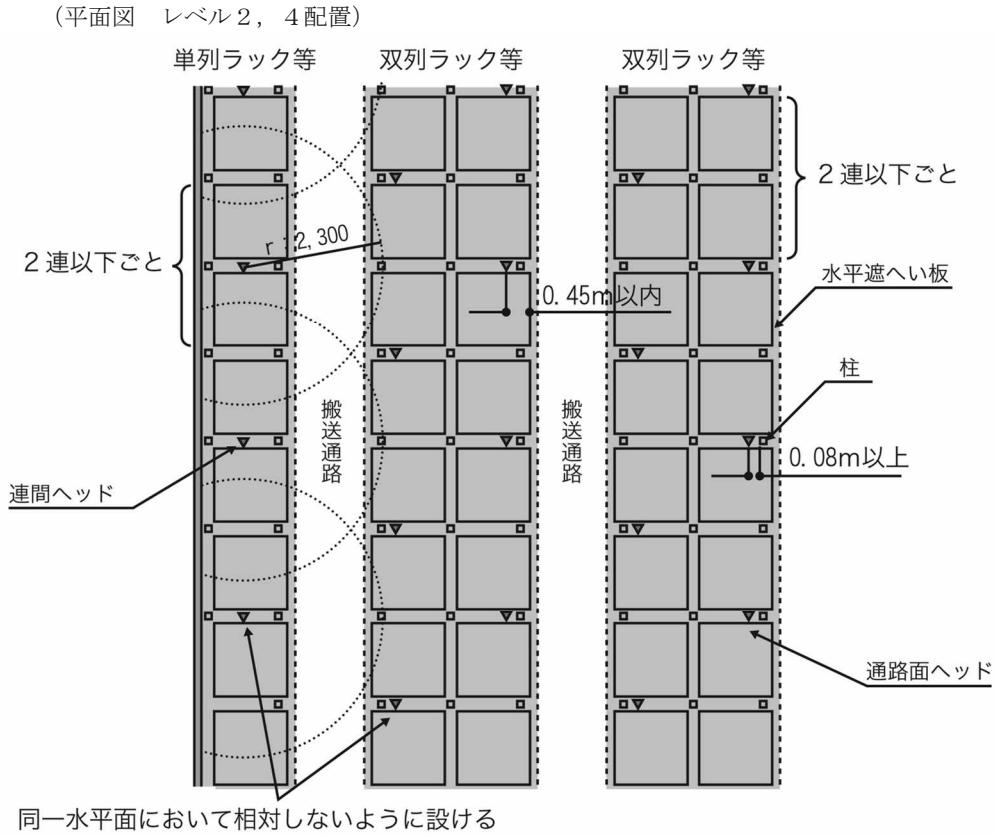 （平面図　レベル２，４配置）
単列ラック等
双列ラック等
双列ラック等
２連以下ごと
２連以下ごと
r：2,300
0.45m以内
水平遮へい板
柱
搬送通路
搬送通路
0.08m以上
連間ヘッド
通路面ヘッド
同一水平面において相対しないように設ける